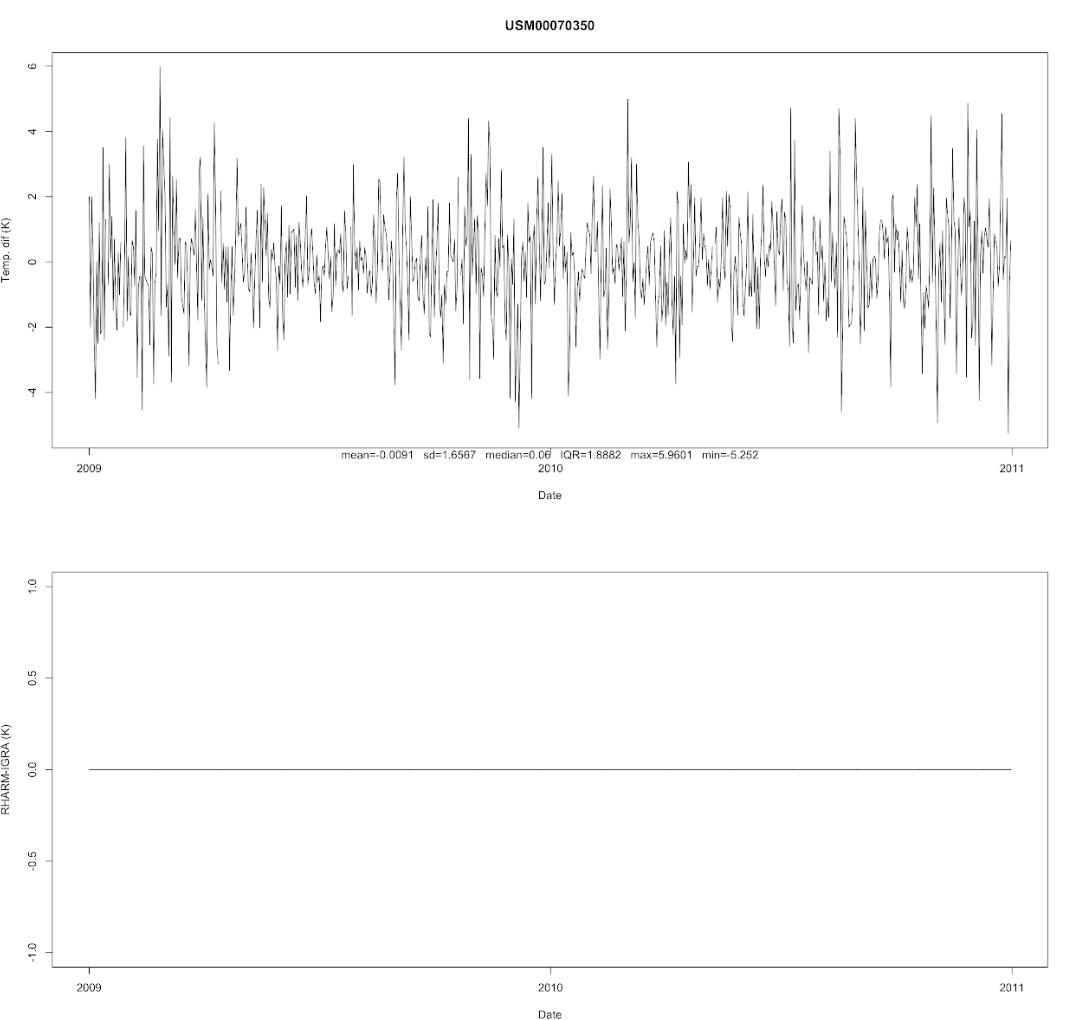 USM00070350
6
4
2
0
-2
-4
Temp. dif (K)
mean=-0.0091 sd=1.6567 median=0.06 IQR=1.8882 max=5.9601 min=-5.252
2009 2010 2011
Date
1.0
0.5
0.0
-0.5
-1.0
RHARM-IGRA (K)
2009 2010 2011
Date